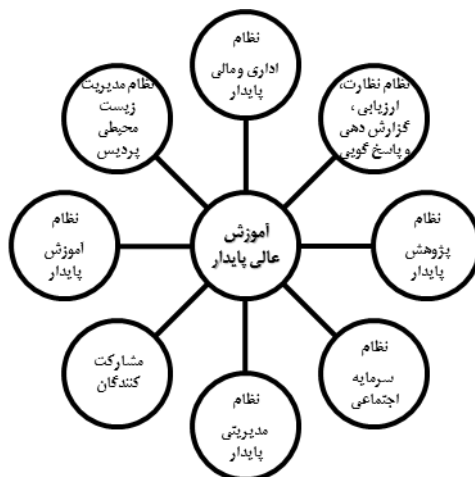 نظام
اداری و مالی
پایدار
نظام نظارت،
ارزیابی ،
گزارش دهی
و پاسخ گویی
نظام
پژوهش
پایدار
نظام
سرمایه
اجتماعی
نظام
مدیریتی
پایدار
مشارکت
کنندگان
نظام
آموزش
پایدار
نظام مدیریت
زیست
محیطی
پردیس
آموزش
عالی پایدار